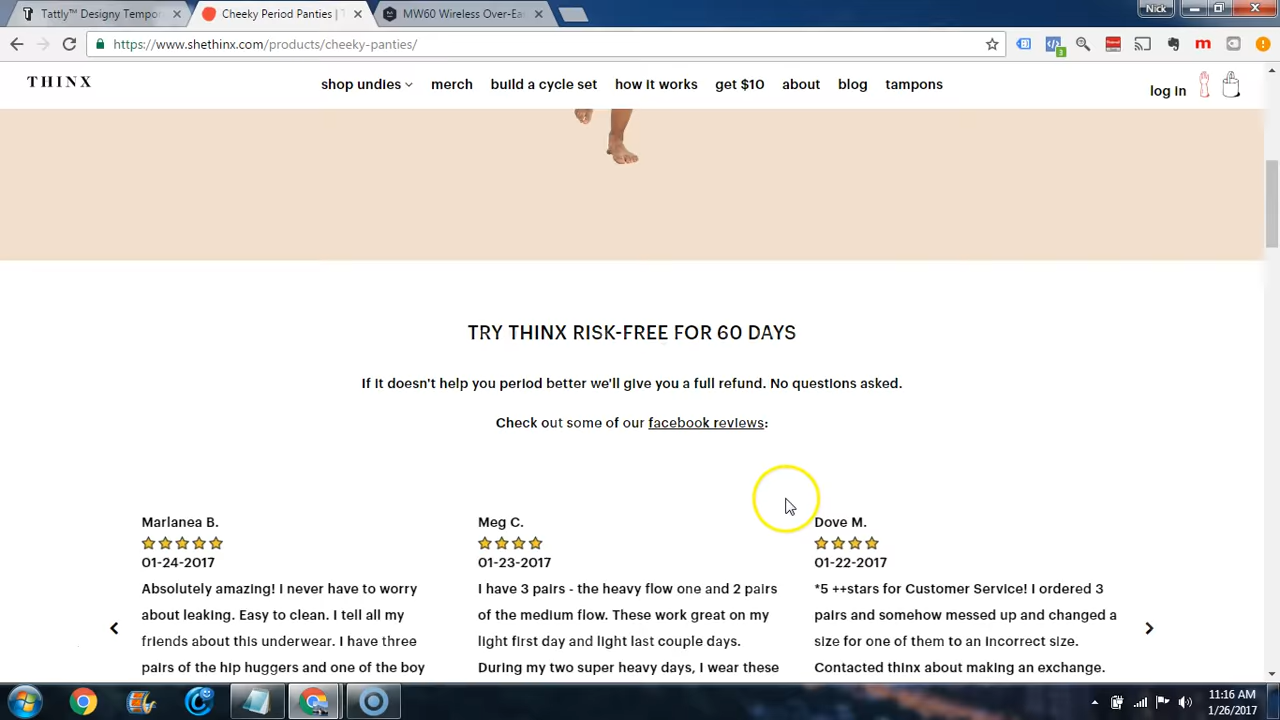 Tattly™ Designy Tempo
Cheeky Period Panties | T
MW60 Wireless Over-Ea
Nick
https://www.shethinx.com/products/cheeky-panties/
3
THINX
shop undies
merch
build a cycle set
how it works
get $10
about
blog
tampons
log in
TRY THINX RISK-FREE FOR 60 DAYS
If it doesn't help you period better we'll give you a full refund. No questions asked.
Check out some of our facebook reviews:
Marlanea B.
01-24-2017
Absolutely amazing! I never have to worry
about leaking. Easy to clean. I tell all my
friends about this underwear. I have three
pairs of the hip huggers and one of the boy
Meg C.
01-23-2017
I have 3 pairs - the heavy flow one and 2 pairs
of the medium flow. These work great on my
light first day and light last couple days.
During my two super heavy days, I wear these
Dove M.
01-22-2017
*5 ++stars for Customer Service! I ordered 3
pairs and somehow messed up and changed a
size for one of them to an incorrect size.
Contacted thinx about making an exchange.
11:16 AM
1/26/2017